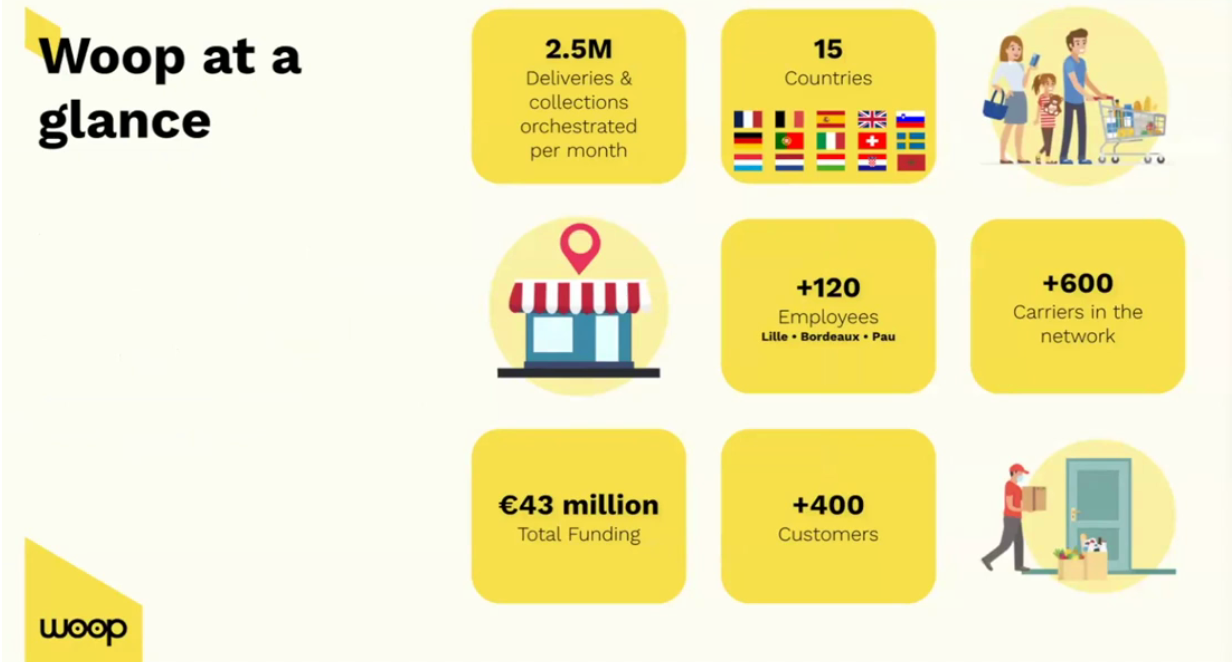 Woop at a
glance
2.5M
Deliveries &
collections
orchestrated
per month
15
Countries
+120
Employees
Lille • Bordeaux • Pau
+600
Carriers in the
network
€43 million
Total Funding
+400
Customers
woop